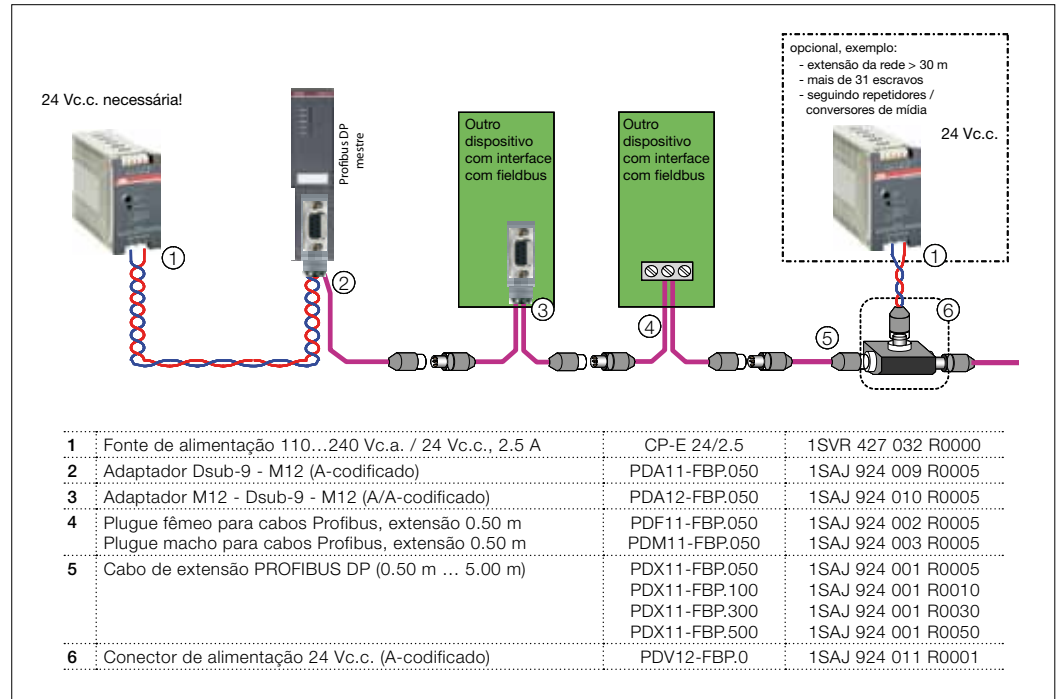 opcional, exemplo:
- extensão da rede > 30 m
- mais de 31 escravos
- seguindo repetidores /
conversores de mídia
24 Vc.c. necessária!
24 Vc.c.
Profibus DP
mestre
Outro
dispositivo
com interface
com fieldbus
Outro
dispositivo
com interface
com fieldbus
1
2
3
4
5
1
6
1 Fonte de alimentação 110...240 Vc.a. / 24 Vc.c., 2.5 A CP-E 24/2.5 1SVR 427 032 R0000
2 Adaptador Dsub-9 - M12 (A-codificado) PDA11-FBP.050 1SAJ 924 009 R0005
3 Adaptador M12 - Dsub-9 - M12 (A/A-codificado) PDA12-FBP.050 1SAJ 924 010 R0005
4 Plugue fêmeo para cabos Profibus, extensão 0.50 m PDF11-FBP.050 1SAJ 924 002 R0005
Plugue macho para cabos Profibus, extensão 0.50 m PDM11-FBP.050 1SAJ 924 003 R0005
5 Cabo de extensão PROFIBUS DP (0.50 m ... 5.00 m) PDX11-FBP.050 1SAJ 924 001 R0005
PDX11-FBP.100 1SAJ 924 001 R0010
PDX11-FBP.300 1SAJ 924 001 R0030
PDX11-FBP.500 1SAJ 924 001 R0050
6 Conector de alimentação 24 Vc.c. (A-codificado) PDV12-FBP.0 1SAJ 924 011 R0001